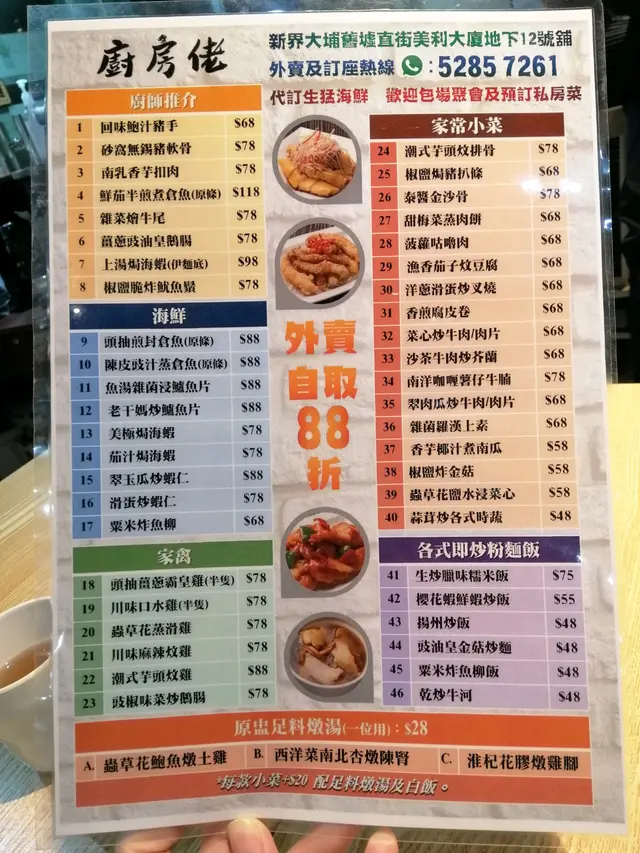 廚房佬
新界大埔舊墟直街美利大廈地下12號舖
外賣及訂座熱線 : 5285 7261
代訂生猛海鮮 歡迎包場聚會及預訂私房菜
廚師推介
1 回味鮑汁豬手 $68
2 砂窩無錫豬軟骨 $78
3 南乳香芋扣肉 $78
4 鮮茄半煎煮倉魚(原條) $118
5 雜菜燴牛尾 $78
6 薑蔥豉油皇鵝腸 $78
7 上湯焗海蝦(伊麵底) $98
8 椒鹽脆炸魷魚鬚 $78
海鮮
9 頭抽煎封倉魚(原條) $88
10 陳皮豉汁蒸倉魚(原條) $88
11 魚湯雜菌浸鱸魚片 $88
12 老干媽炒鱸魚片 $88
13 美極焗海蝦 $78
14 茄汁焗海蝦 $78
15 翠玉瓜炒蝦仁 $88
16 滑蛋炒蝦仁 $78
17 粟米炸魚柳 $68
家禽
18 頭抽薑蔥霸皇雞(半隻) $78
19 川味口水雞(半隻) $78
20 蟲草花蒸滑雞 $78
21 川味麻辣炆雞 $78
22 潮式芋頭炆雞 $88
23 豉椒味菜炒鵝腸 $78
外賣
自取
88
折
家常小菜
24 潮式芋頭炆排骨 $78
25 椒鹽焗豬扒條 $68
26 泰醬金沙骨 $78
27 甜梅菜蒸肉餅 $68
28 菠蘿咕嚕肉 $68
29 漁香茄子炆豆腐 $68
30 洋蔥滑蛋炒叉燒 $68
31 香煎腐皮卷 $68
32 菜心炒牛肉/肉片 $68
33 沙茶牛肉炒芥蘭 $68
34 南洋咖喱薯仔牛腩 $78
35 翠肉瓜炒牛肉/肉片 $68
36 雜菌羅漢上素 $68
37 香芋椰汁煮南瓜 $58
38 椒鹽炸金菇 $58
39 蟲草花鹽水浸菜心 $58
40 蒜茸炒各式時蔬 $48
各式即炒粉麵飯
41 生炒臘味糯米飯 $75
42 櫻花蝦鮮蝦炒飯 $55
43 揚州炒飯 $48
44 豉油皇金菇炒麵 $48
45 粟米炸魚柳飯 $48
46 乾炒牛河 $48
原盅足料燉湯(一位用) : $28
A. 蟲草花鮑魚燉土雞 B. 西洋菜南北杏燉陳腎 C. 淮杞花膠燉雞腳
*每款小菜+$20 配足料燉湯及白飯。